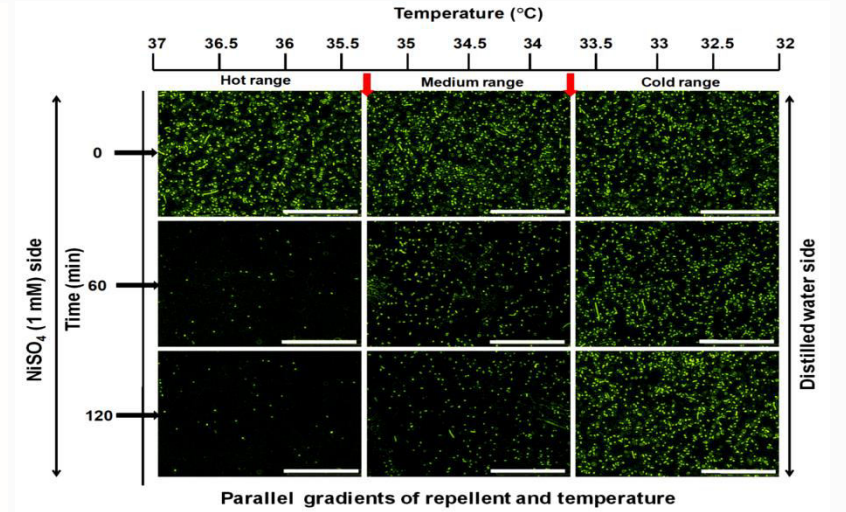 Temperature (°C)
37 36.5 36 35.5 35 34.5 34 33.5 33 32.5 32
Hot range Medium range Cold range
NiSO₄ (1 mM) side
Time (min)
0
60
120
Distilled water side
Parallel gradients of repellent and temperature